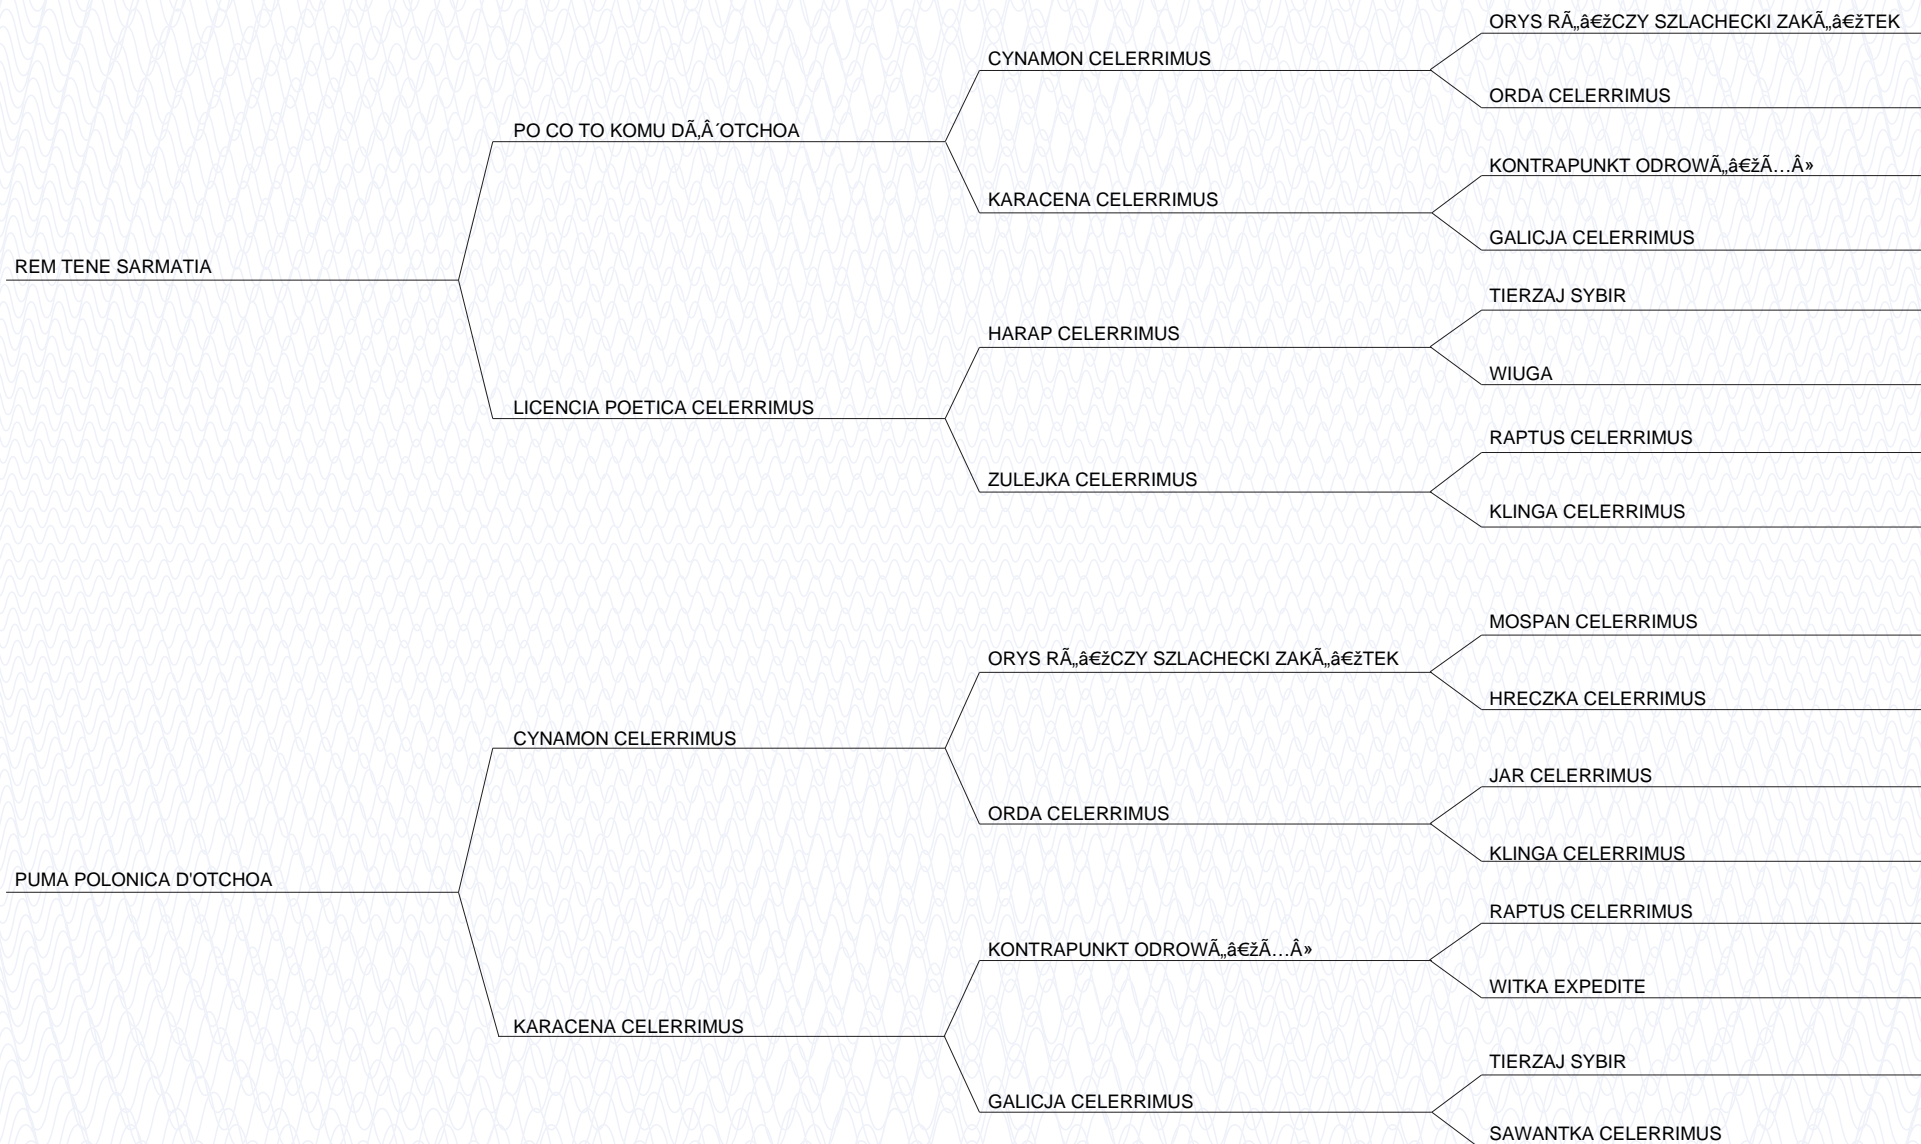 ORYS RÃ„â€žCZY SZLACHECKI ZAKÃ„â€žTEK
CYNAMON CELERRIMUS
ORDA CELERRIMUS
PO CO TO KOMU DÃ‚Â´OTCHOA
KONTRAPUNKT ODROWÃ„â€žÃ…Â»
KARACENA CELERRIMUS
GALICJA CELERRIMUS
REM TENE SARMATIA
TIERZAJ SYBIR
HARAP CELERRIMUS
WIUGA
LICENCIA POETICA CELERRIMUS
RAPTUS CELERRIMUS
ZULEJKA CELERRIMUS
KLINGA CELERRIMUS
MOSPAN CELERRIMUS
ORYS RÃ„â€žCZY SZLACHECKI ZAKÃ„â€žTEK
HRECZKA CELERRIMUS
CYNAMON CELERRIMUS
JAR CELERRIMUS
ORDA CELERRIMUS
KLINGA CELERRIMUS
PUMA POLONICA D'OTCHOA
RAPTUS CELERRIMUS
KONTRAPUNKT ODROWÃ„â€žÃ…Â»
WITKA EXPEDITE
KARACENA CELERRIMUS
TIERZAJ SYBIR
GALICJA CELERRIMUS
SAWANTKA CELERRIMUS